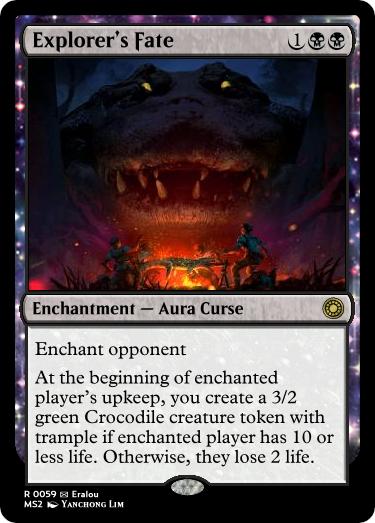 Explorer's Fate 1
Enchantment — Aura Curse
Enchant opponent
At the beginning of enchanted
player's upkeep, you create a 3/2
green Crocodile creature token with
trample if enchanted player has 10 or
less life. Otherwise, they lose 2 life.
R 0059 Eralou
MS2 Yanchong Lim